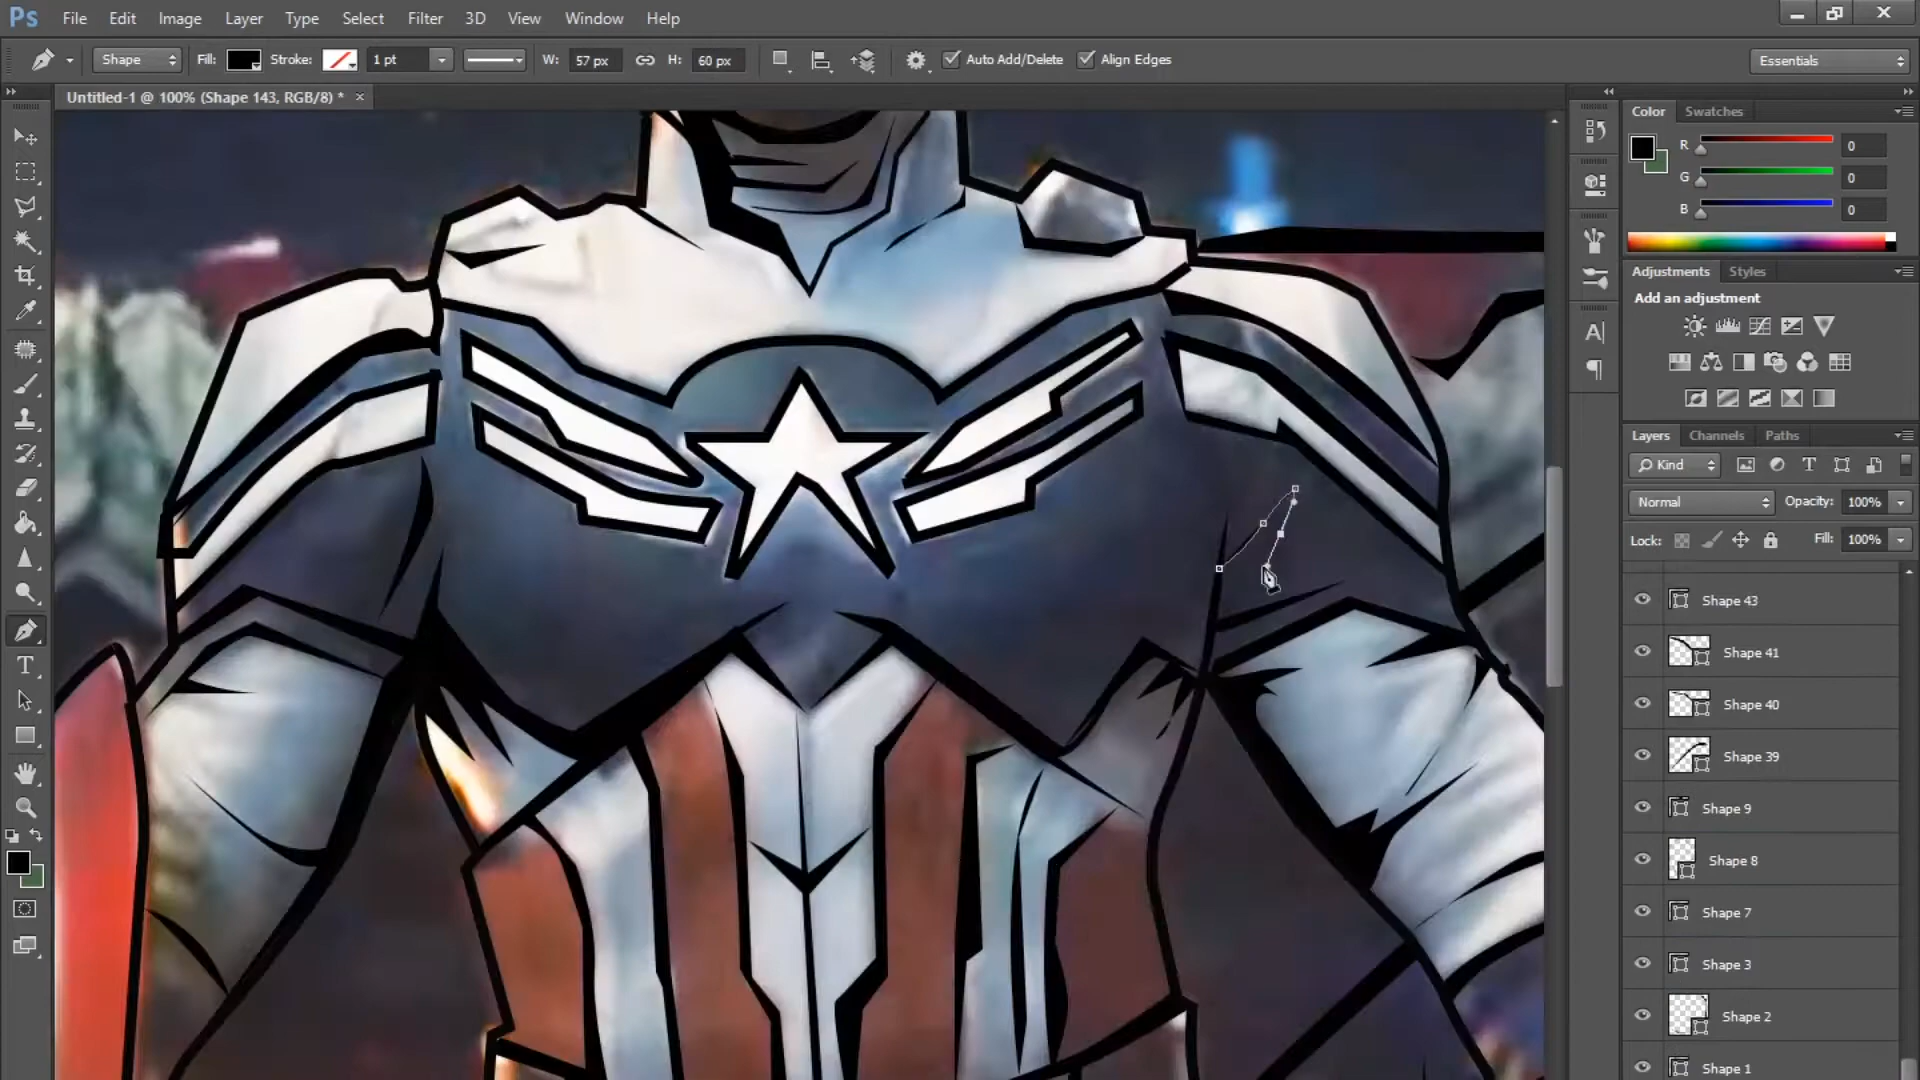 Ps File Edit Image Layer Type Select Filter 3D View Window Help
Shape Fill: Stroke: 1 pt W: 57 px H: 60 px Auto Add/Delete Align Edges Essentials
Untitled-1 @ 100% (Shape 143, RGB/8) * ×
Color Swatches
R 0
G 0
B 0
Adjustments Styles
Add an adjustment
Layers Channels Paths
Kind
Normal Opacity: 100%
Lock: Fill: 100%
Shape 43
Shape 41
Shape 40
Shape 39
Shape 9
Shape 8
Shape 7
Shape 3
Shape 2
Shape 1